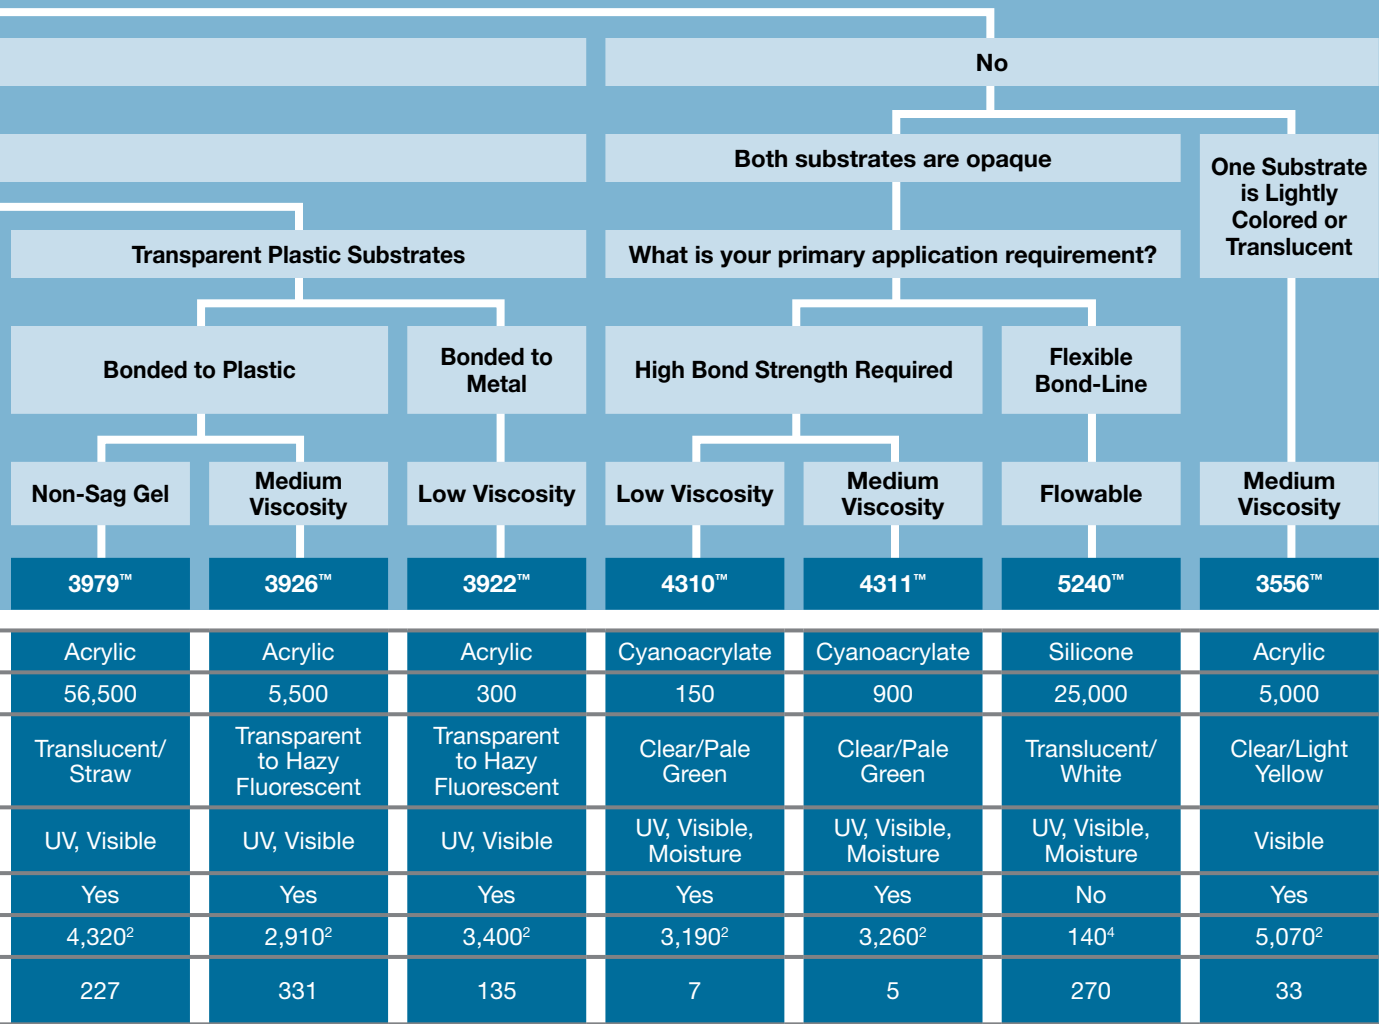 No
Both substrates are opaque
One Substrate
is Lightly
Colored or
Translucent
Transparent Plastic Substrates
What is your primary application requirement?
Bonded to Plastic
Bonded to
Metal
High Bond Strength Required
Flexible
Bond-Line
Non-Sag Gel
Medium
Viscosity
Low Viscosity
Low Viscosity
Medium
Viscosity
Flowable
Medium
Viscosity
3979™ 3926™ 3922™ 4310™ 4311™ 5240™ 3556™
Acrylic Acrylic Acrylic Cyanoacrylate Cyanoacrylate Silicone Acrylic
56,500 5,500 300 150 900 25,000 5,000
Translucent/
Straw
Transparent
to Hazy
Fluorescent
Transparent
to Hazy
Fluorescent
Clear/Pale
Green
Clear/Pale
Green
Translucent/
White
Clear/Light
Yellow
UV, Visible
UV, Visible
UV, Visible
UV, Visible,
Moisture
UV, Visible,
Moisture
UV, Visible,
Moisture
Visible
Yes Yes Yes Yes Yes No Yes
4,320² 2,910² 3,400² 3,190² 3,260² 140⁴ 5,070²
227 331 135 7 5 270 33